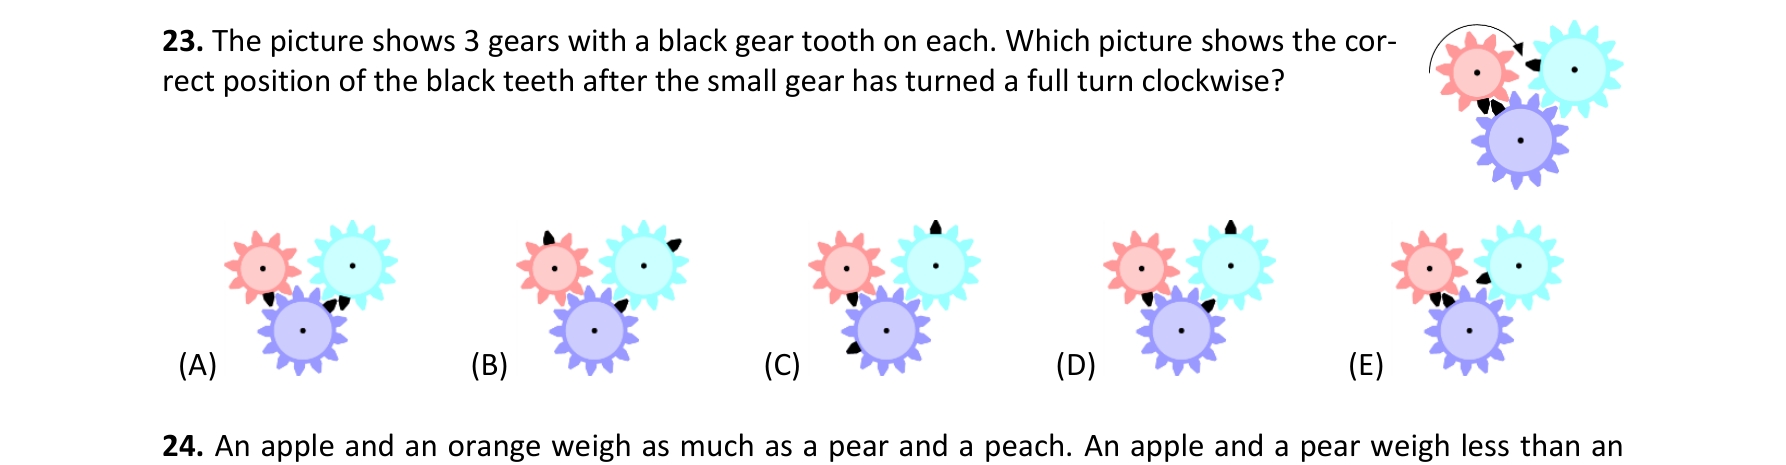 23. The picture shows 3 gears with a black gear tooth on each. Which picture shows the cor-
rect position of the black teeth after the small gear has turned a full turn clockwise?
(A) (B) (C) (D) (E)
24. An apple and an orange weigh as much as a pear and a peach. An apple and a pear weigh less than an